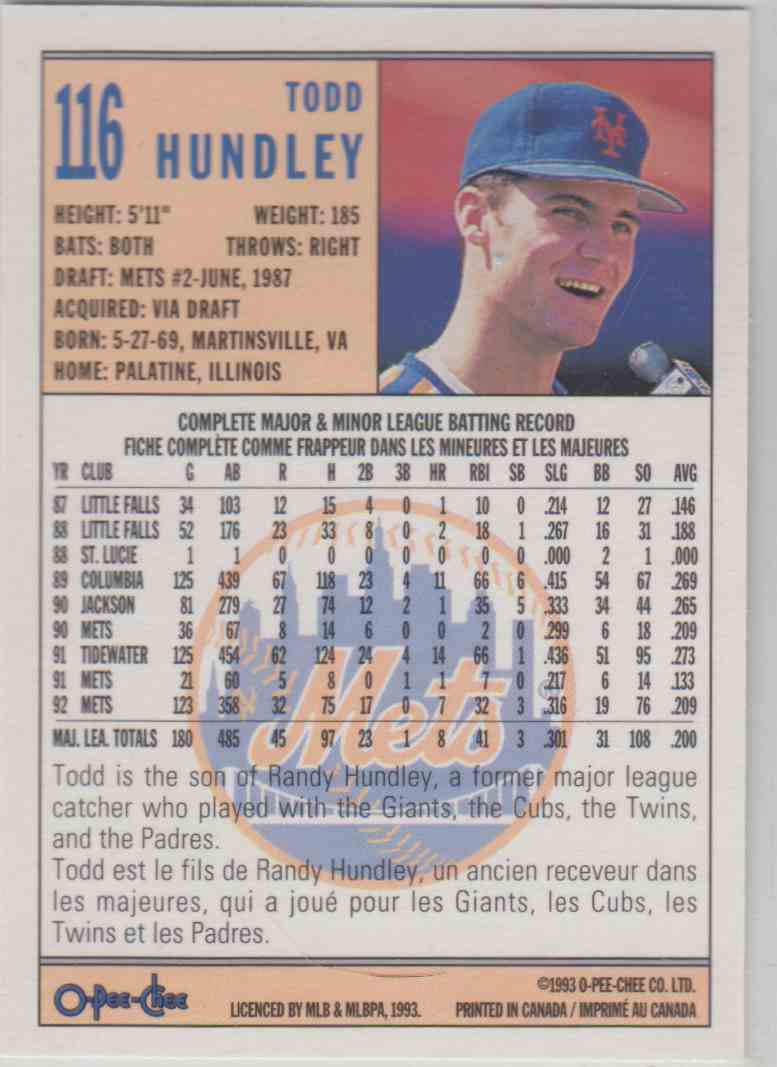 116
TODD
HUNDLEY
HEIGHT: 5'11" WEIGHT: 185
BATS: BOTH THROWS: RIGHT
DRAFT: METS #2-JUNE, 1987
ACQUIRED: VIA DRAFT
BORN: 5-27-69, MARTINSVILLE, VA
HOME: PALATINE, ILLINOIS
NY
COMPLETE MAJOR & MINOR LEAGUE BATTING RECORD
FICHE COMPLÈTE COMME FRAPPEUR DANS LES MINEURES ET LES MAJEURES
YR CLUB G AB R H 2B 3B HR RBI SB SLG BB SO AVG
87 LITTLE FALLS 34 103 12 15 4 0 1 10 0 .214 12 27 .146
88 LITTLE FALLS 52 176 23 33 8 0 2 18 1 .267 16 31 .188
88 ST. LUCIE 1 1 0 0 0 0 0 0 0 .000 2 1 .000
89 COLUMBIA 125 439 67 118 23 4 11 66 6 .415 54 67 .269
90 JACKSON 81 279 27 74 12 2 1 35 5 .333 34 44 .265
90 METS 36 67 8 14 6 0 0 2 0 .299 6 18 .209
91 TIDEWATER 125 454 62 124 24 4 14 66 1 .436 51 95 .273
91 METS 21 60 5 8 0 1 1 7 0 .217 6 14 .133
92 METS 123 358 32 75 17 0 7 32 3 .316 19 76 .209
MAJ. LEA. TOTALS 180 485 45 97 23 1 8 41 3 .301 31 108 .200
Mets
Todd is the son of Randy Hundley, a former major league
catcher who played with the Giants, the Cubs, the Twins,
and the Padres.
Todd est le fils de Randy Hundley, un ancien receveur dans
les majeures, qui a joué pour les Giants, les Cubs, les
Twins et les Padres.
O-Pee-Chee
©1993 O-PEE-CHEE CO. LTD.
LICENCED BY MLB & MLBPA, 1993. PRINTED IN CANADA / IMPRIMÉ AU CANADA